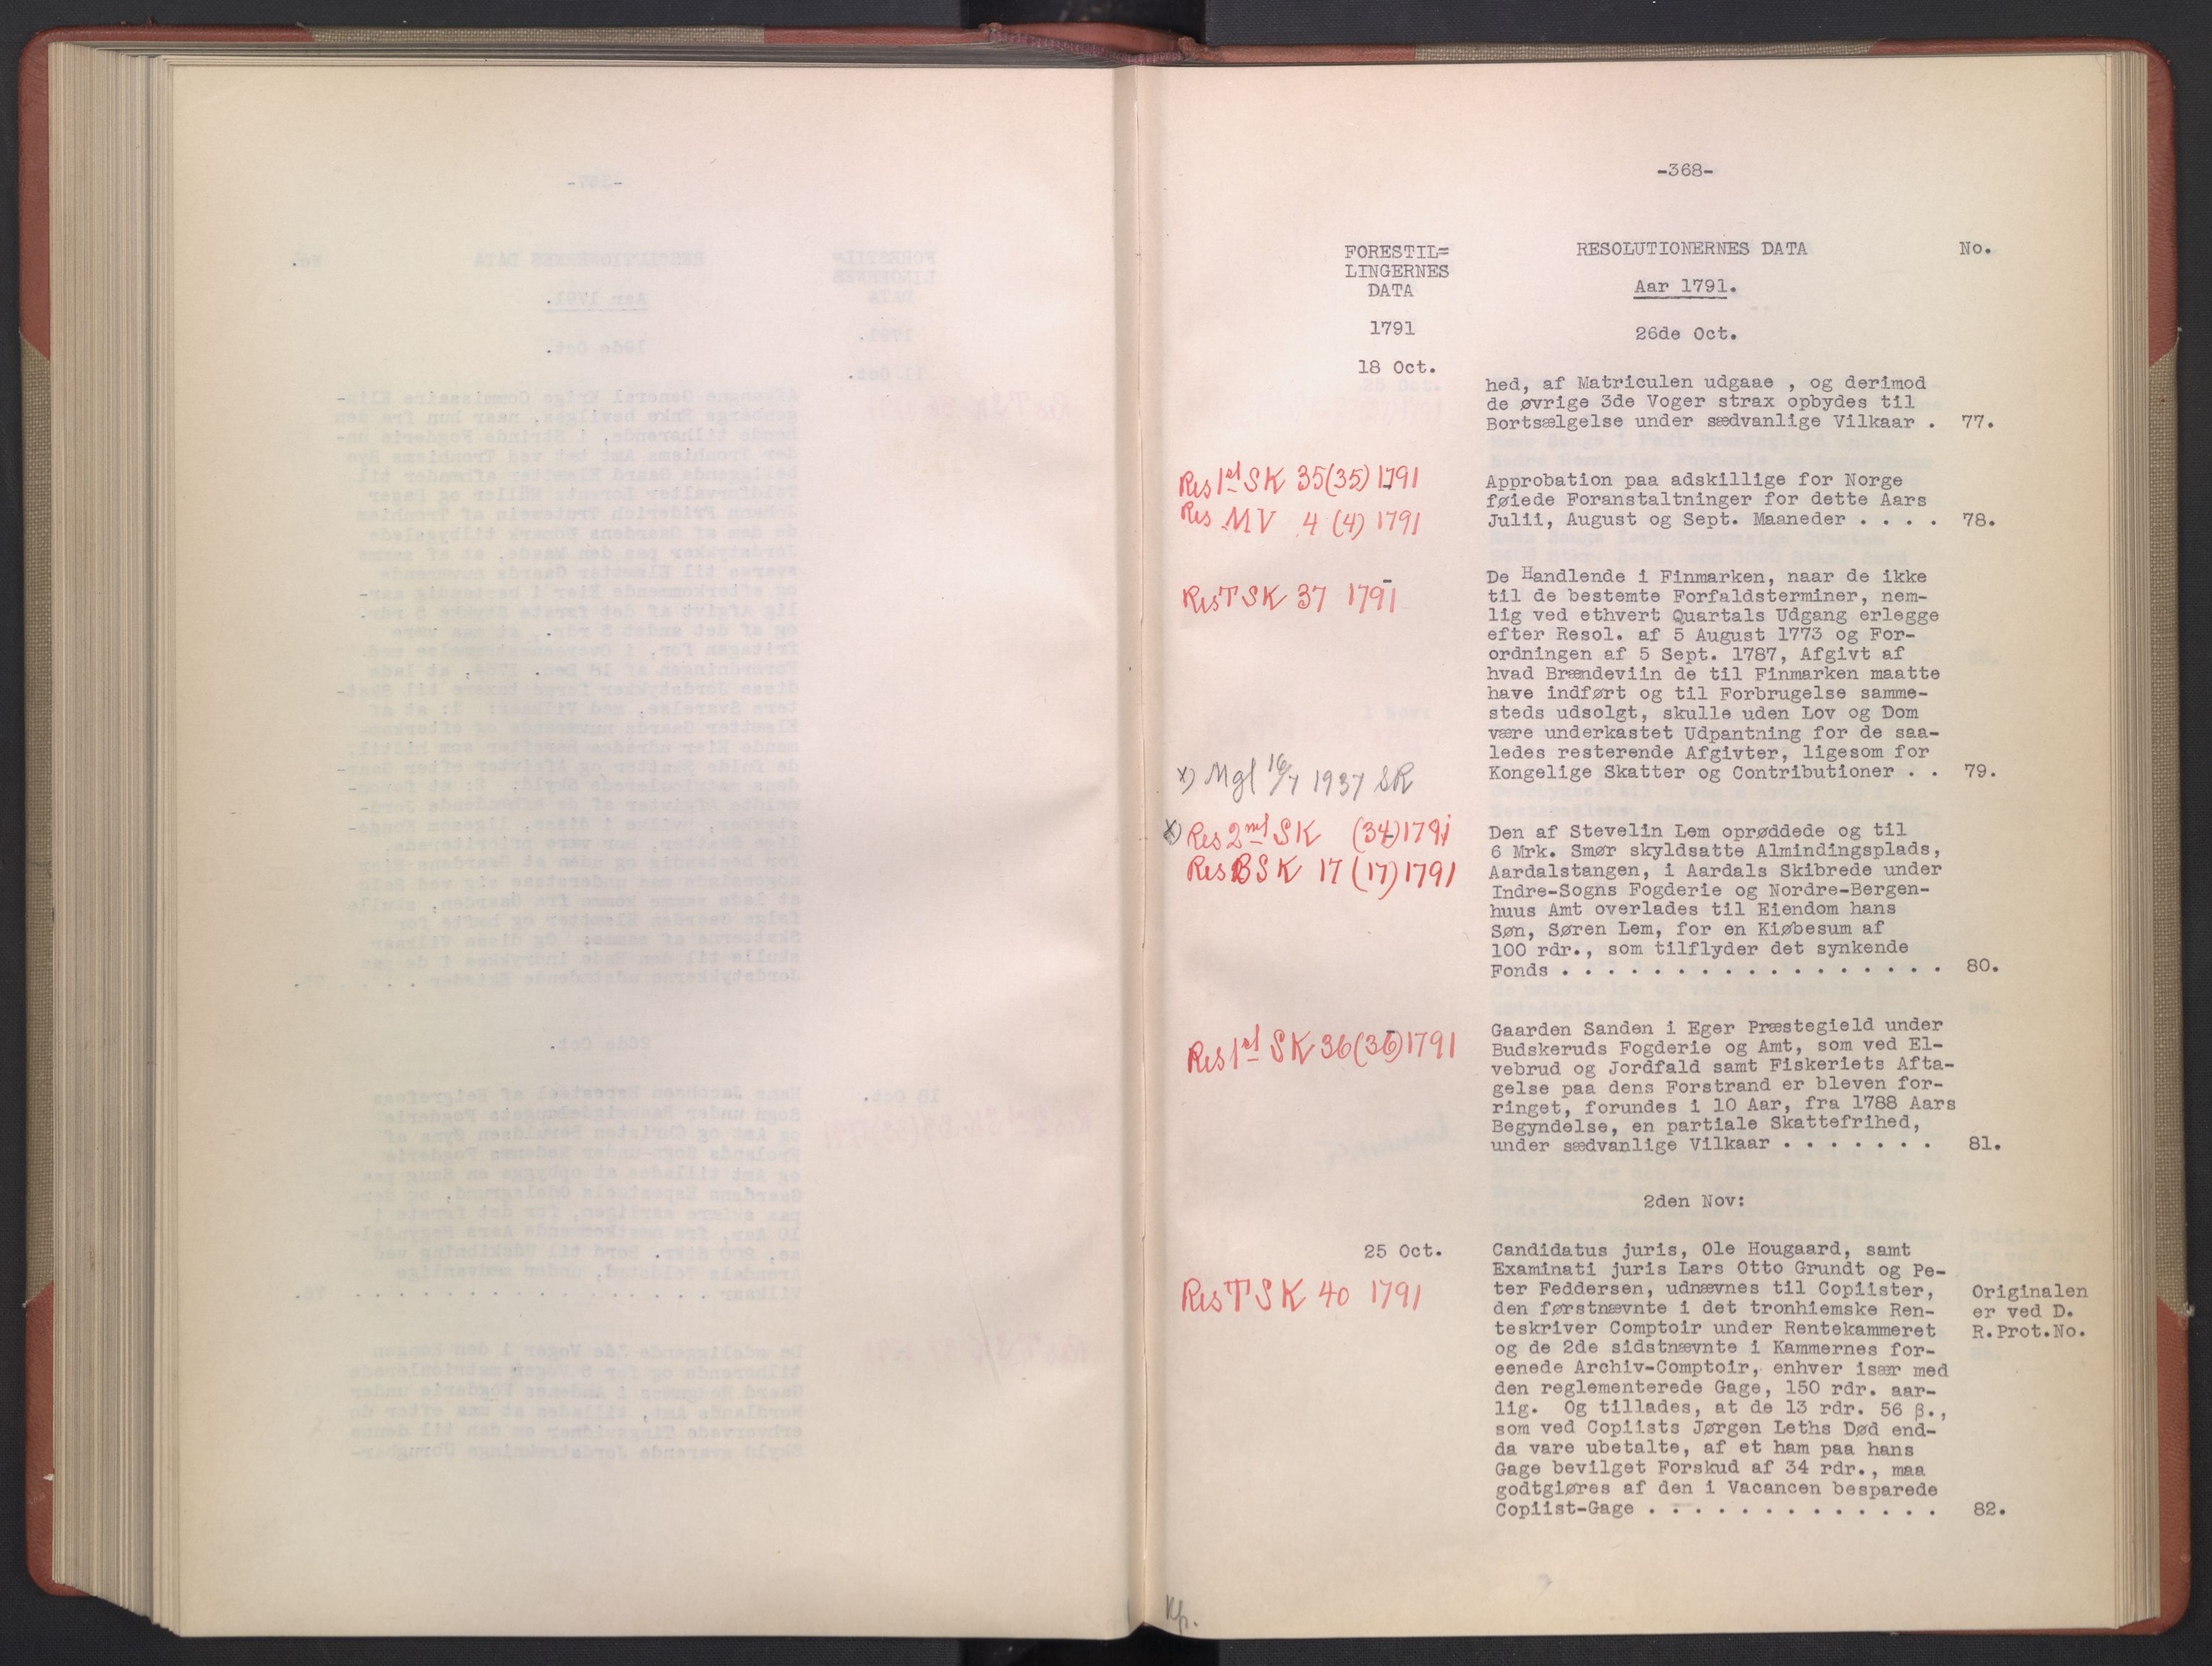 -368-
FORESTIL=
LINGERNES
DATA
RESOLUTIONERNES DATA
No.
Aar 1791.
1791
26de Oct.
18 Oct.
hed, af Matriculen udgaae , og derimod
de øvrige 3de Voger strax opbydes til
Bortsælgelse under sædvanlige Vilkaar . 77.
Res 1st SK 35(35) 1791
Res MV 4 (4) 1791
Approbation paa adskillige for Norge
føiede Foranstaltninger for dette Aars
Julii, August og Sept. Maaneder . . . . 78.
Res T SK 37 1791
De Handlende i Finmarken, naar de ikke
til de bestemte Forfaldsterminer, nem-
lig ved ethvert Quartals Udgang erlegge
efter Resol. af 5 August 1773 og For-
ordningen af 5 Sept. 1787, Afgivt af
hvad Brændeviin de til Finmarken maatte
have indført og til Forbrugelse samme-
steds udsolgt, skulle uden Lov og Dom
være underkastet Udpantning for de saa-
ledes resterende Afgivter, ligesom for
Kongelige Skatter og Contributioner . . 79.
x) Mgl 16/7 1937 SR
x) Res 2nd SK (34) 1791
Res B SK 17 (17) 1791
Den af Stevelin Lem oprøddede og til
6 Mrk. Smør skyldsatte Almindingsplads,
Aardalstangen, i Aardals Skibrede under
Indre-Sogns Fogderie og Nordre-Bergen-
huus Amt overlades til Eiendom hans
Søn, Søren Lem, for en Kiøbesum af
100 rdr., som tilflyder det synkende
Fonds . . . . . . . . . . . . . . . . . 80.
Res 1st SK 36(36) 1791
Gaarden Sanden i Eger Præstegield under
Budskeruds Fogderie og Amt, som ved El-
vebrud og Jordfald samt Fiskeriets Afta-
gelse paa dens Forstrand er bleven for-
ringet, forundes i 10 Aar, fra 1788 Aars
Begyndelse, en partiale Skattefrihed,
under sædvanlige Vilkaar . . . . . . . 81.
2den Nov:
25 Oct.
Res T SK 40 1791
Candidatus juris, Ole Hougaard, samt
Examinati juris Lars Otto Grundt og Pe-
ter Feddersen, udnævnes til Copiister,
den førstnævnte i det tronhiemske Ren-
teskriver Comptoir under Rentekammeret
og de 2de sidstnævnte i Kammernes for-
eenede Archiv-Comptoir, enhver især med
den reglementerede Gage, 150 rdr. aar-
lig. Og tillades, at de 13 rdr. 56 β.,
som ved Copiists Jørgen Leths Død end-
da vare ubetalte, af et ham paa hans
Gage bevilget Forskud af 34 rdr., maa
godtgiøres af den i Vacancen besparede
Copiist-Gage . . . . . . . . . . . . . 82.
Originalen
er ved D.
R.Prot.No.
Kp.